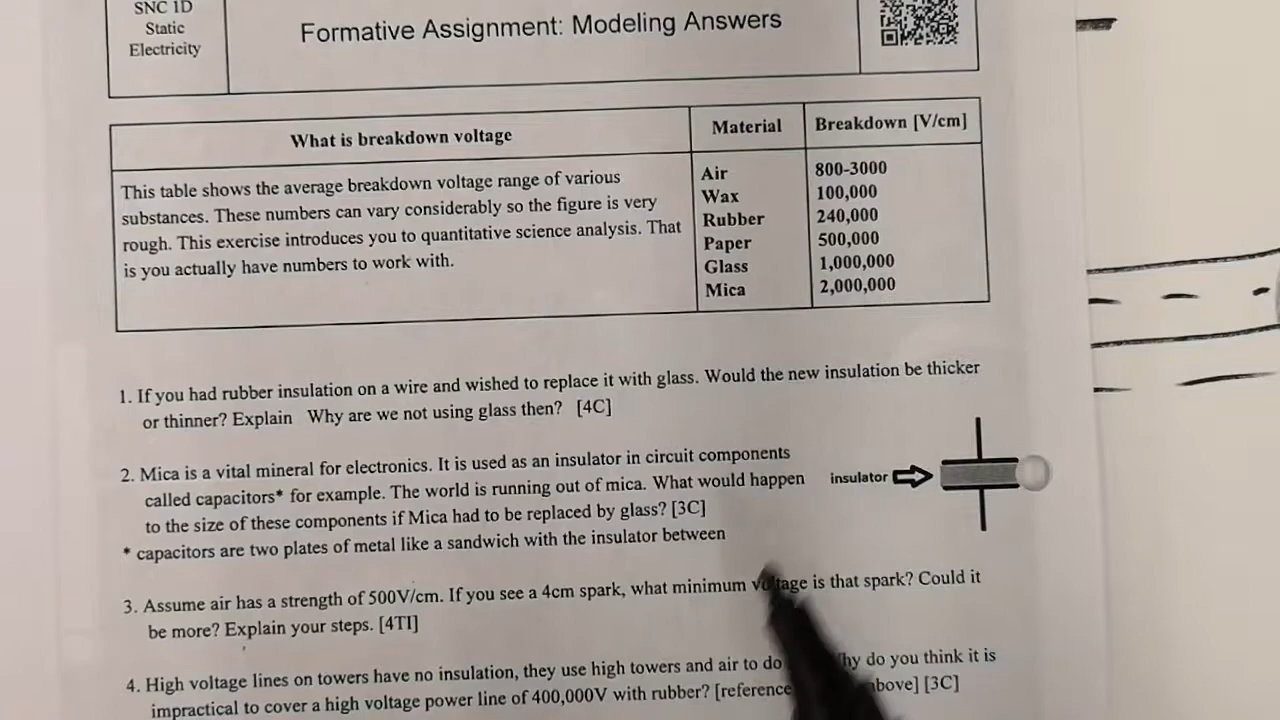 SNC 1D
Static
Electricity
Formative Assignment: Modeling Answers
What is breakdown voltage
Material
Breakdown [V/cm]
This table shows the average breakdown voltage range of various
substances. These numbers can vary considerably so the figure is very
rough. This exercise introduces you to quantitative science analysis. That
is you actually have numbers to work with.
Air 800-3000
Wax 100,000
Rubber 240,000
Paper 500,000
Glass 1,000,000
Mica 2,000,000
1. If you had rubber insulation on a wire and wished to replace it with glass. Would the new insulation be thicker
or thinner? Explain Why are we not using glass then? [4C]
2. Mica is a vital mineral for electronics. It is used as an insulator in circuit components
called capacitors* for example. The world is running out of mica. What would happen
to the size of these components if Mica had to be replaced by glass? [3C]
* capacitors are two plates of metal like a sandwich with the insulator between
insulator
3. Assume air has a strength of 500V/cm. If you see a 4cm spark, what minimum voltage is that spark? Could it
be more? Explain your steps. [4TI]
4. High voltage lines on towers have no insulation, they use high towers and air to do do you think it is
impractical to cover a high voltage power line of 400,000V with rubber? [reference above] [3C]